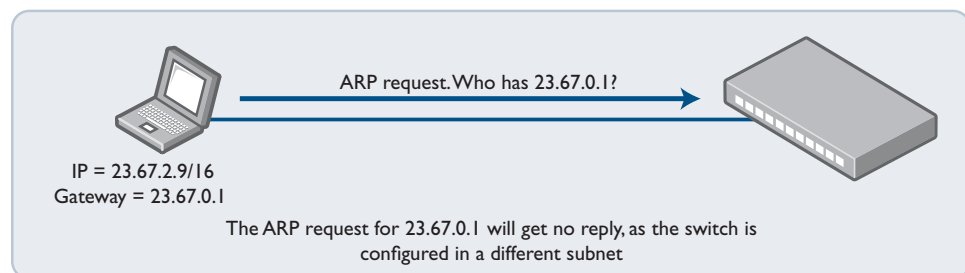 ARP request. Who has 23.67.0.1?
IP = 23.67.2.9/16
Gateway = 23.67.0.1
The ARP request for 23.67.0.1 will get no reply, as the switch is
configured in a different subnet